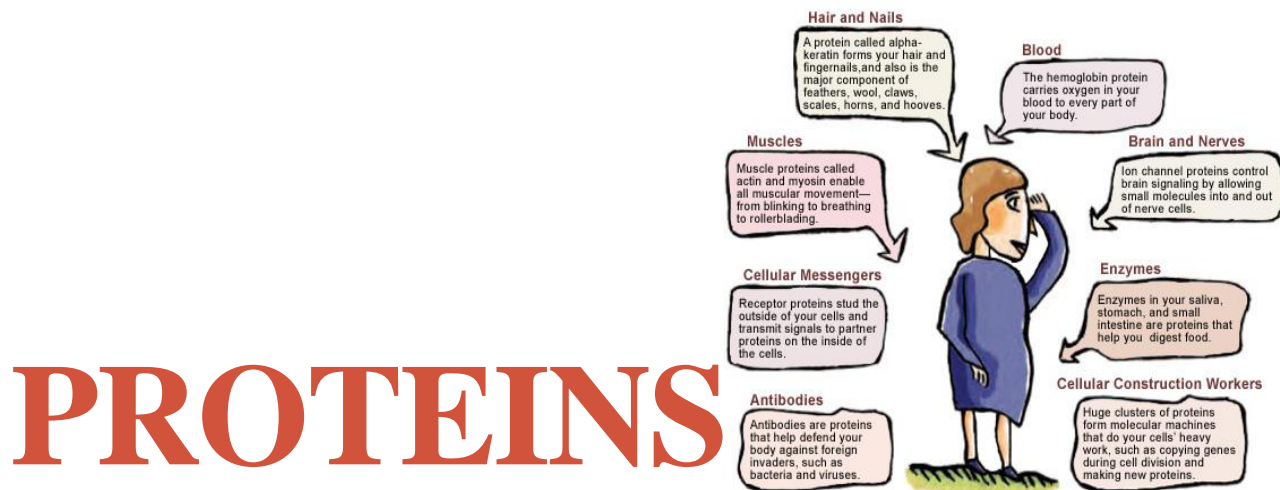 PROTEINS
Hair and Nails
A protein called alpha-
keratin forms your hair and
fingernails,and also is the
major component of
feathers, wool, claws,
scales, horns, and hooves.
Blood
The hemoglobin protein
carries oxygen in your
blood to every part of
your body.
Muscles
Muscle proteins called
actin and myosin enable
all muscular movement—
from blinking to breathing
to rollerblading.
Brain and Nerves
Ion channel proteins control
brain signaling by allowing
small molecules into and out
of nerve cells.
Cellular Messengers
Receptor proteins stud the
outside of your cells and
transmit signals to partner
proteins on the inside of
the cells.
Enzymes
Enzymes in your saliva,
stomach, and small
intestine are proteins that
help you digest food.
Antibodies
Antibodies are proteins
that help defend your
body against foreign
invaders, such as
bacteria and viruses.
Cellular Construction Workers
Huge clusters of proteins
form molecular machines
that do your cells' heavy
work, such as copying genes
during cell division and
making new proteins.